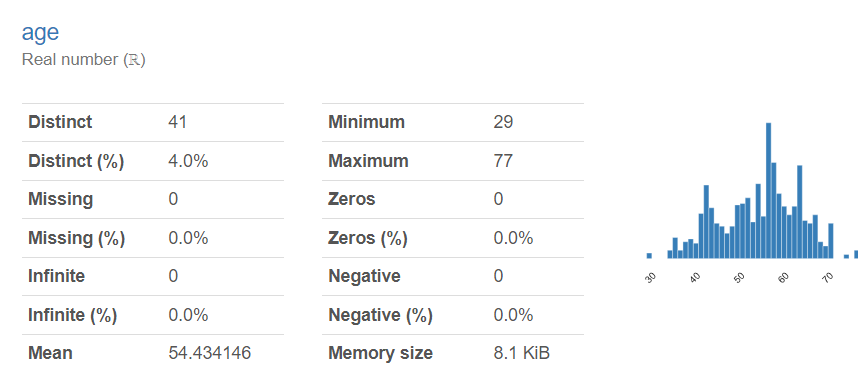 age
Real number (ℝ)
Distinct 41
Distinct (%) 4.0%
Missing 0
Missing (%) 0.0%
Infinite 0
Infinite (%) 0.0%
Mean 54.434146
Minimum 29
Maximum 77
Zeros 0
Zeros (%) 0.0%
Negative 0
Negative (%) 0.0%
Memory size 8.1 KiB
30 40 50 60 70